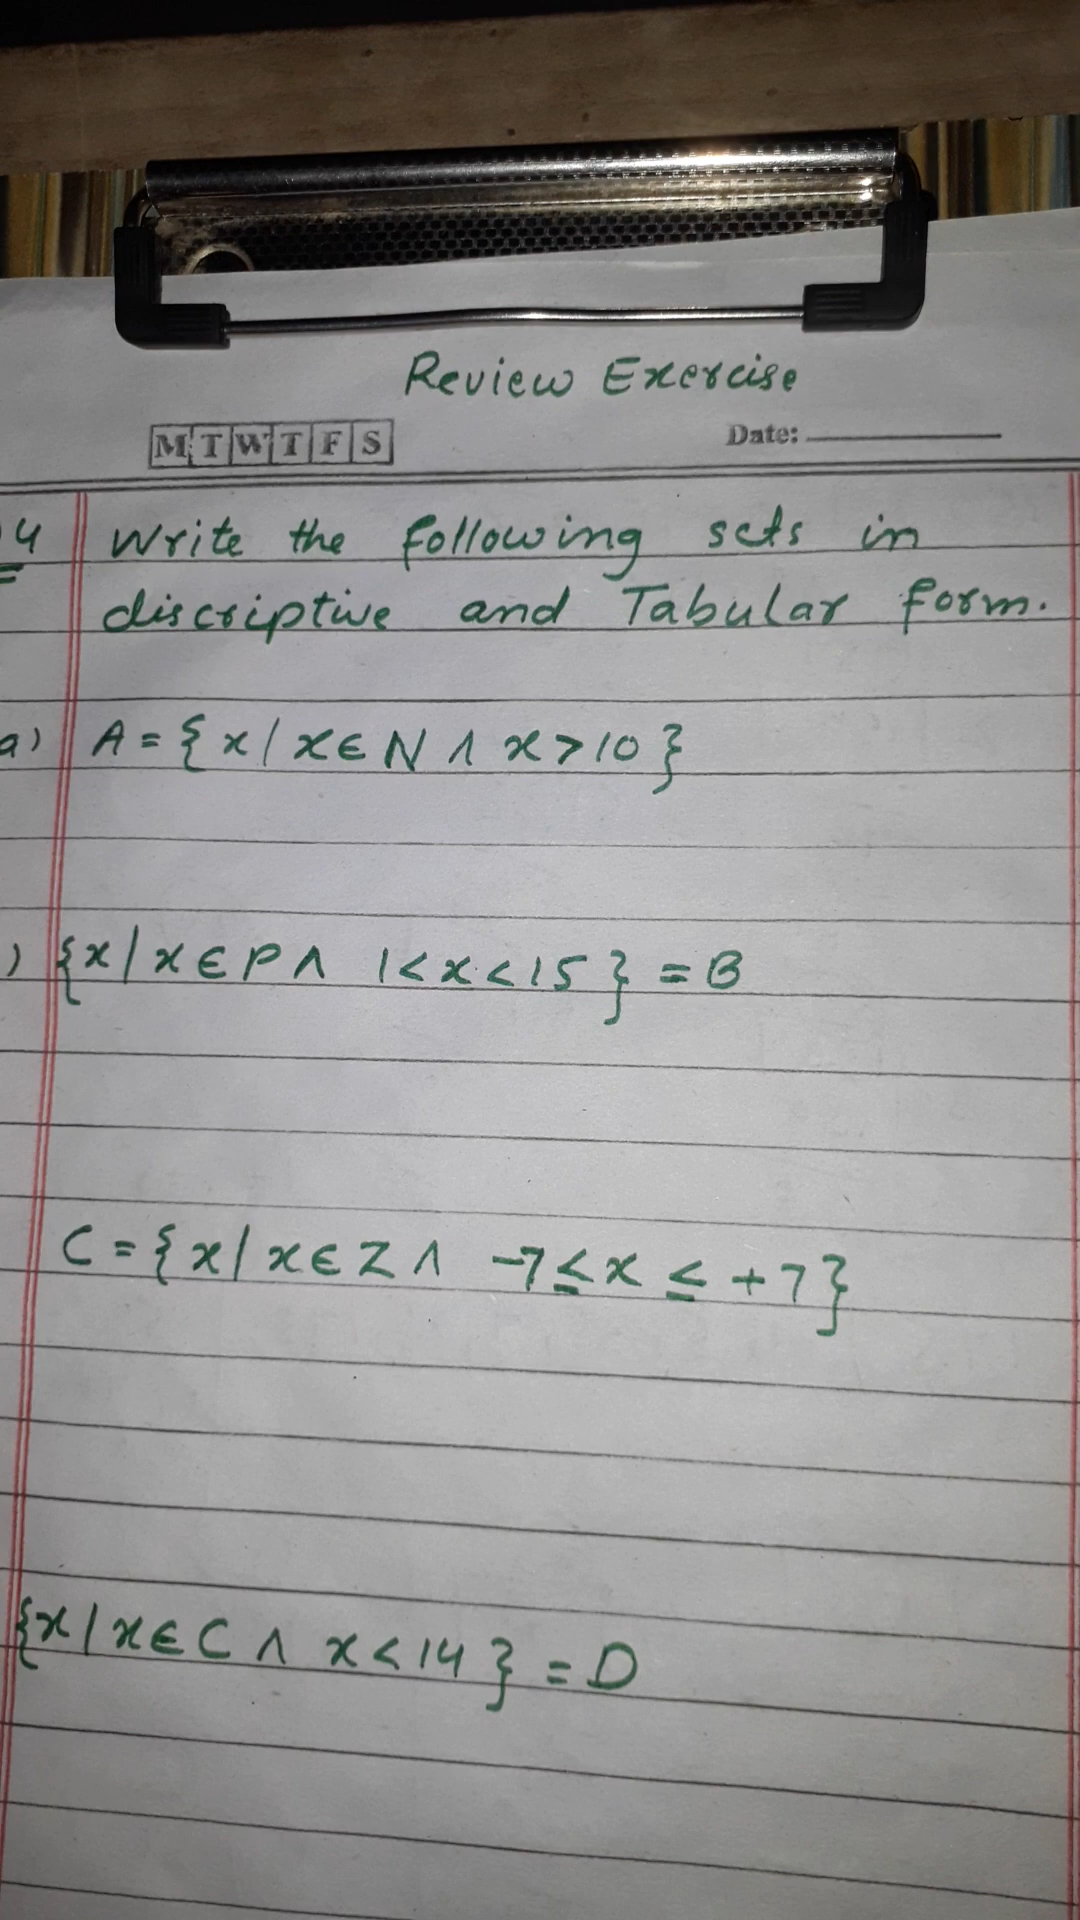 Review Exercise
M T W T F S Date:
4 Write the following sets in
discriptive and Tabular form.
a) A = {x / x ∈ N ∧ x > 10}
) {x / x ∈ P ∧ 1 < x < 15} = B
C = {x / x ∈ Z ∧ -7 ≤ x ≤ +7}
{x / x ∈ C ∧ x < 14} = D